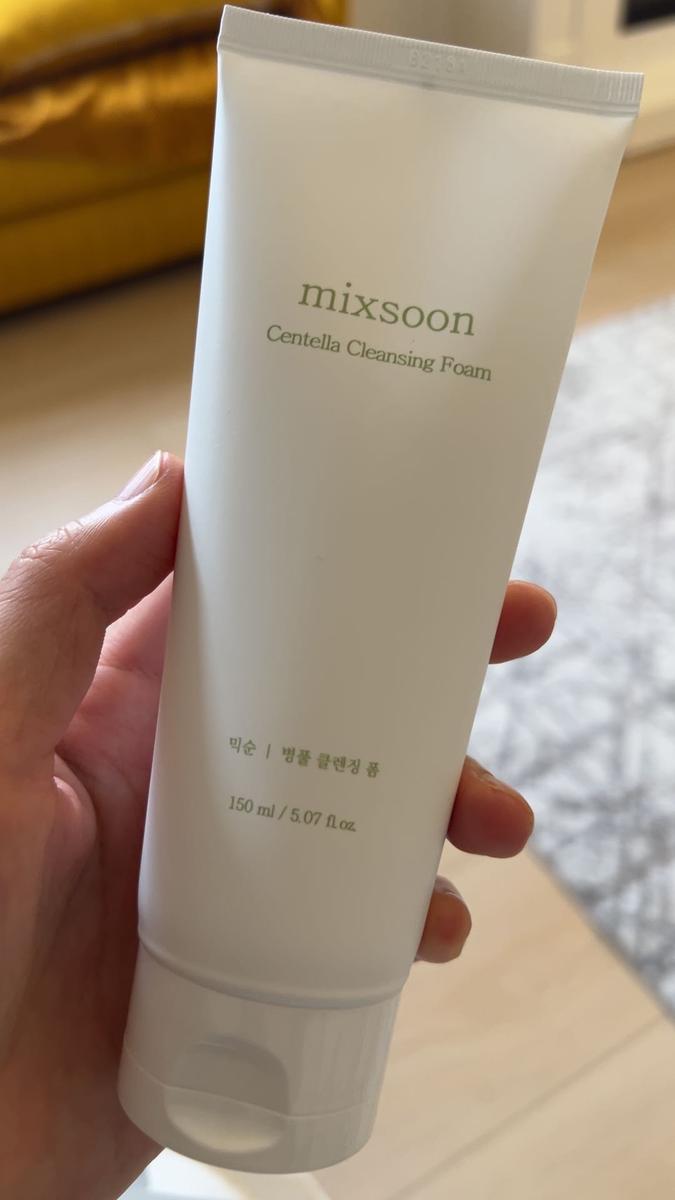 mixsoon
Centella Cleansing Foam
믹순 | 병풀 클렌징 폼
150 ml / 5.07 fl.oz.